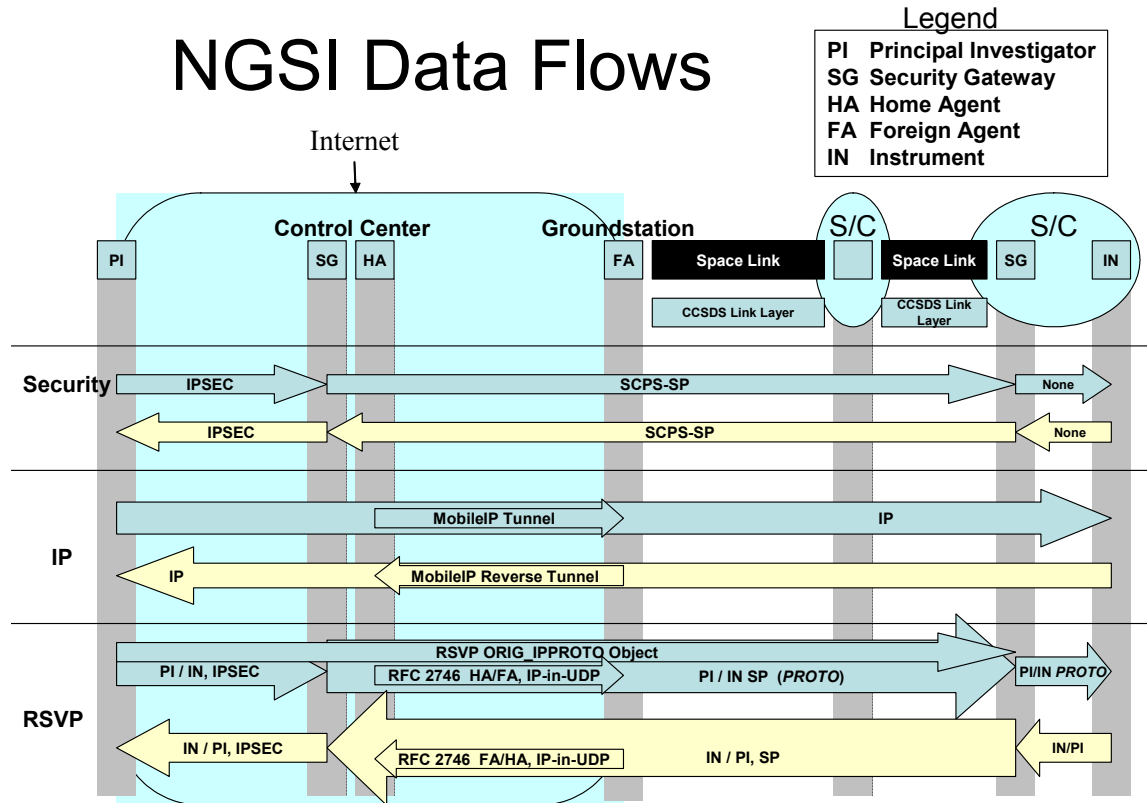 NGSI Data Flows
Legend
PI Principal Investigator
SG Security Gateway
HA Home Agent
FA Foreign Agent
IN Instrument
Internet
Control Center
Groundstation
S/C
S/C
PI
SG
HA
FA
Space Link
Space Link
SG
IN
CCSDS Link Layer
CCSDS Link
Layer
Security
IPSEC
SCPS-SP
None
IPSEC
SCPS-SP
None
IP
MobileIP Tunnel
IP
IP
MobileIP Reverse Tunnel
RSVP
RSVP ORIG_IPPROTO Object
PI / IN, IPSEC
RFC 2746 HA/FA, IP-in-UDP
PI / IN SP (PROTO)
PI/IN PROTO
IN / PI, IPSEC
RFC 2746 FA/HA, IP-in-UDP
IN / PI, SP
IN/PI